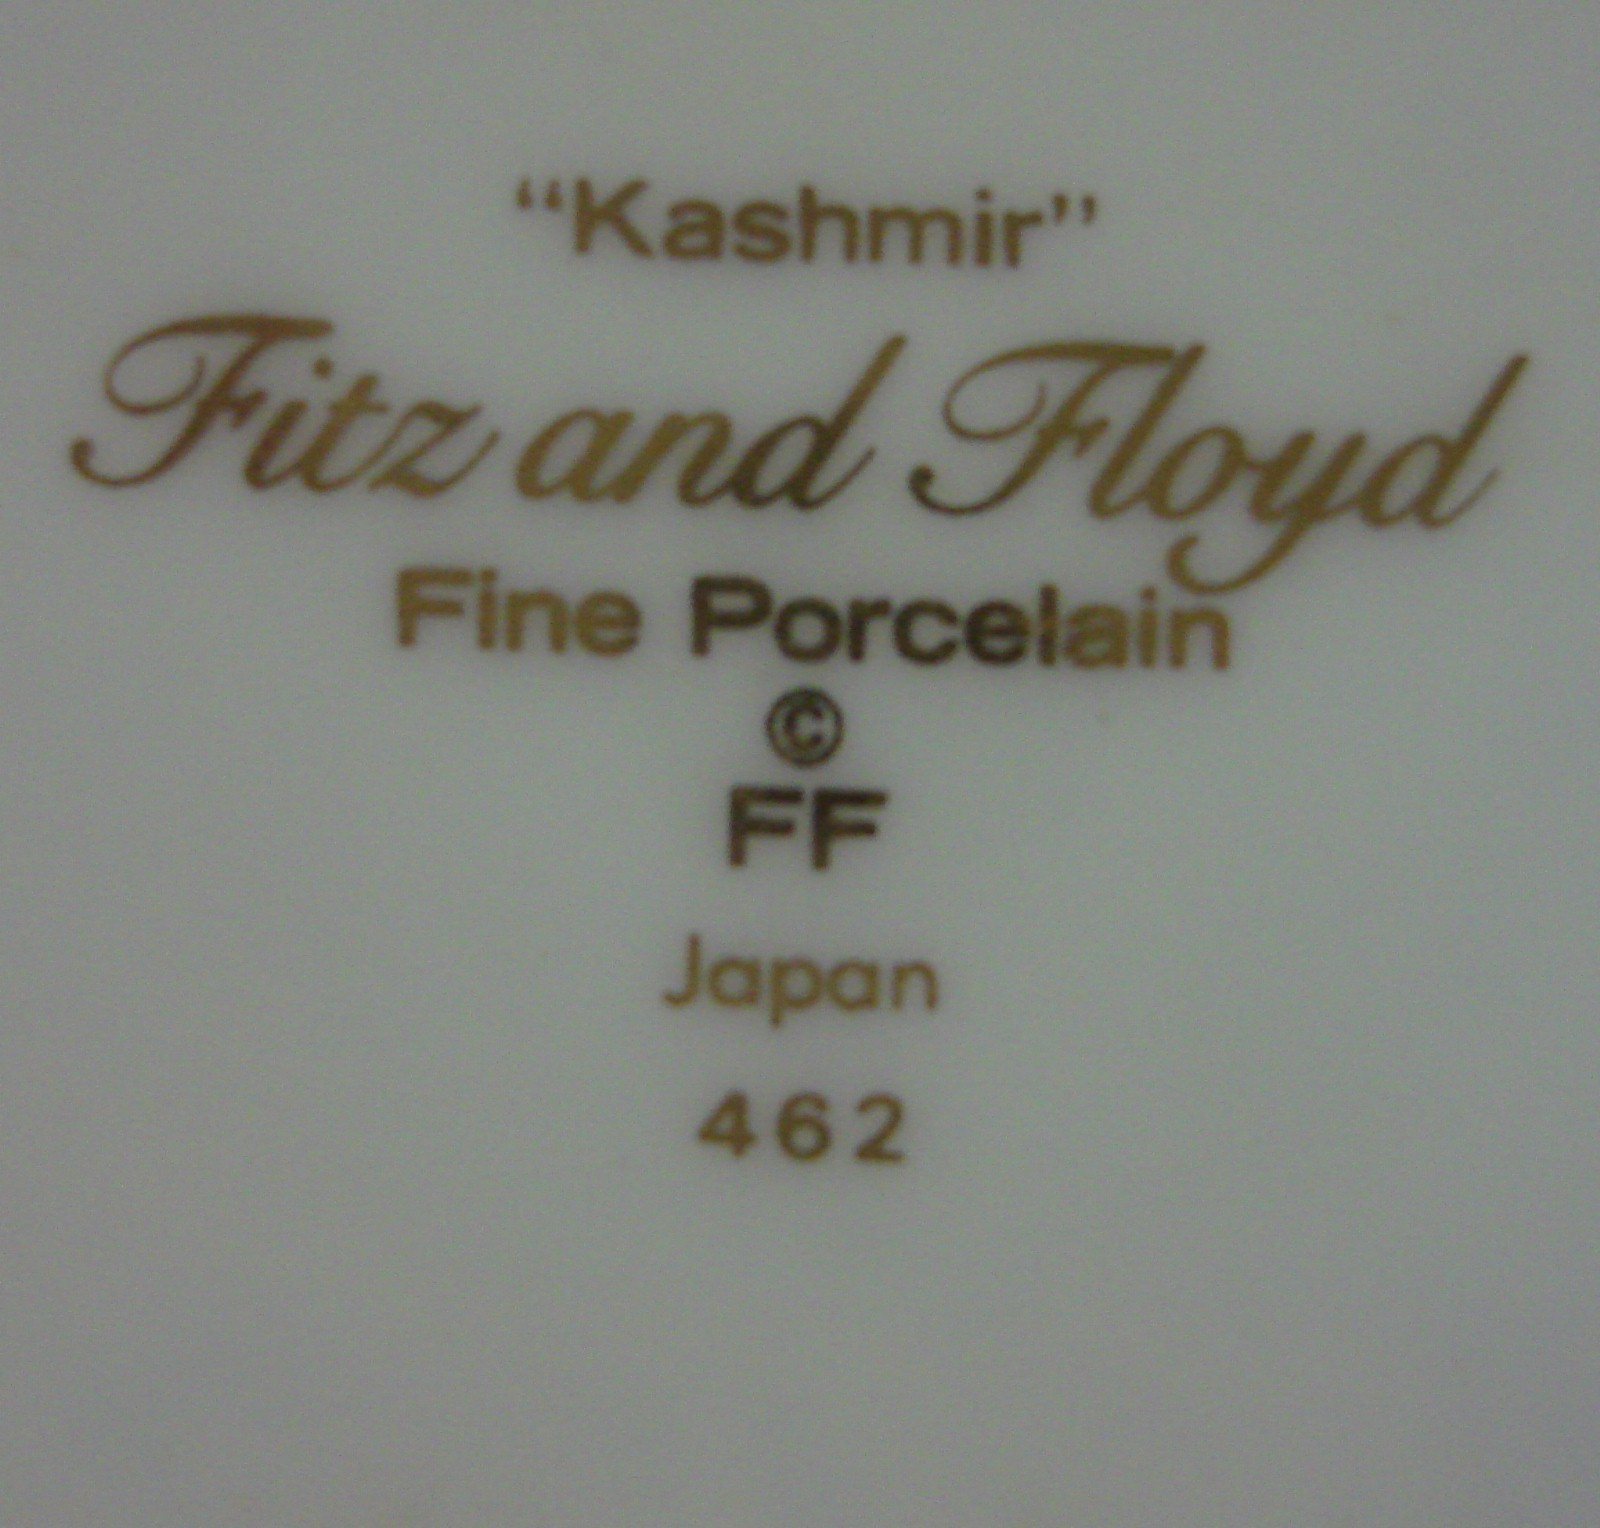 “Kashmir”
Fitz and Floyd
Fine Porcelain
©
FF
Japan
462